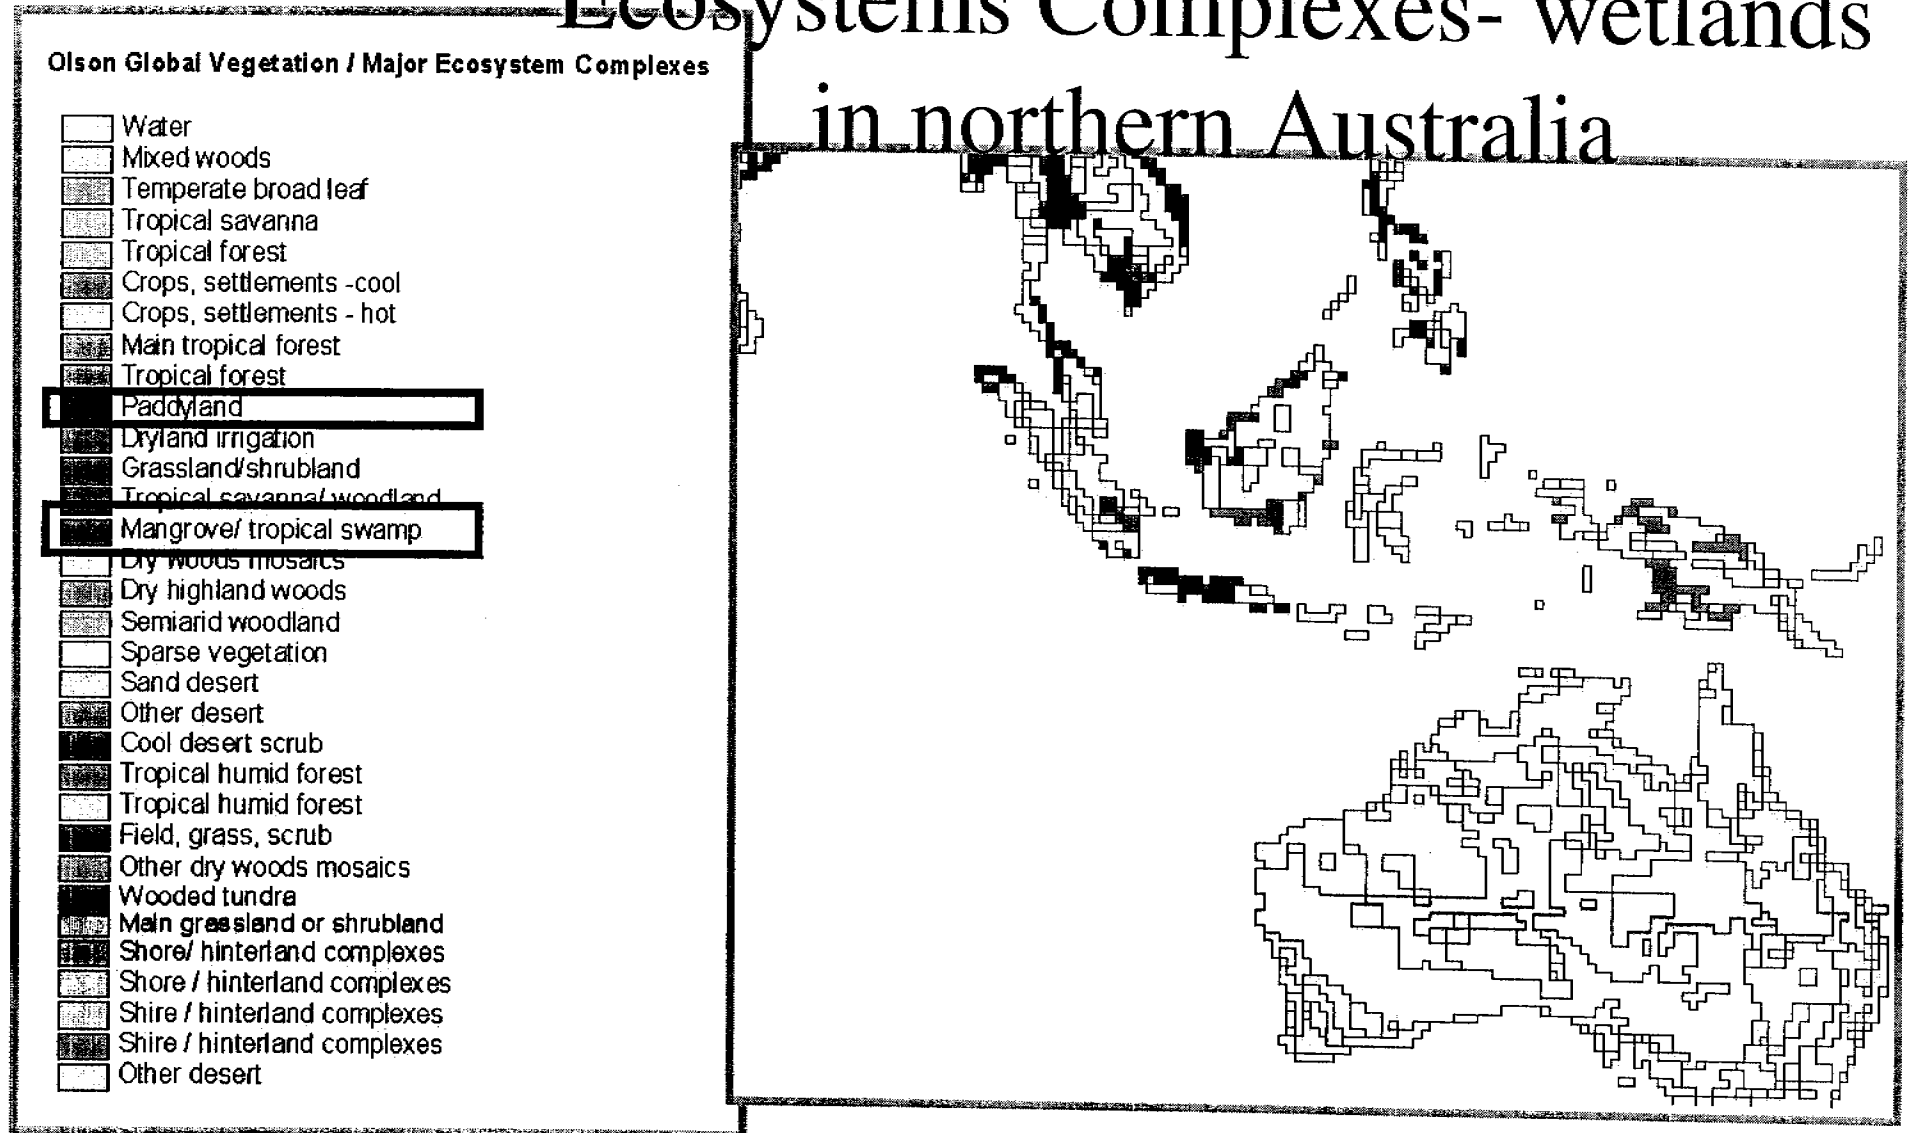 Ecosystems Complexes- wetlands
in northern Australia
Olson Global Vegetation / Major Ecosystem Complexes
Water
Mixed woods
Temperate broad leaf
Tropical savanna
Tropical forest
Crops, settlements -cool
Crops, settlements - hot
Main tropical forest
Tropical forest
Paddyland
Dryland irrigation
Grassland/shrubland
Tropical savanna/ woodland
Mangrove/ tropical swamp
Dry woods mosaics
Dry highland woods
Semiarid woodland
Sparse vegetation
Sand desert
Other desert
Cool desert scrub
Tropical humid forest
Tropical humid forest
Field, grass, scrub
Other dry woods mosaics
Wooded tundra
Main grassland or shrubland
Shore/ hinterland complexes
Shore / hinterland complexes
Shire / hinterland complexes
Shire / hinterland complexes
Other desert